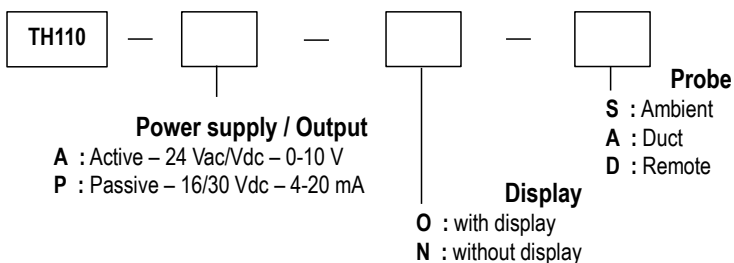 TH110 — — —
Power supply / Output
A : Active – 24 Vac/Vdc – 0-10 V
P : Passive – 16/30 Vdc – 4-20 mA
Display
O : with display
N : without display
Probe
S : Ambient
A : Duct
D : Remote